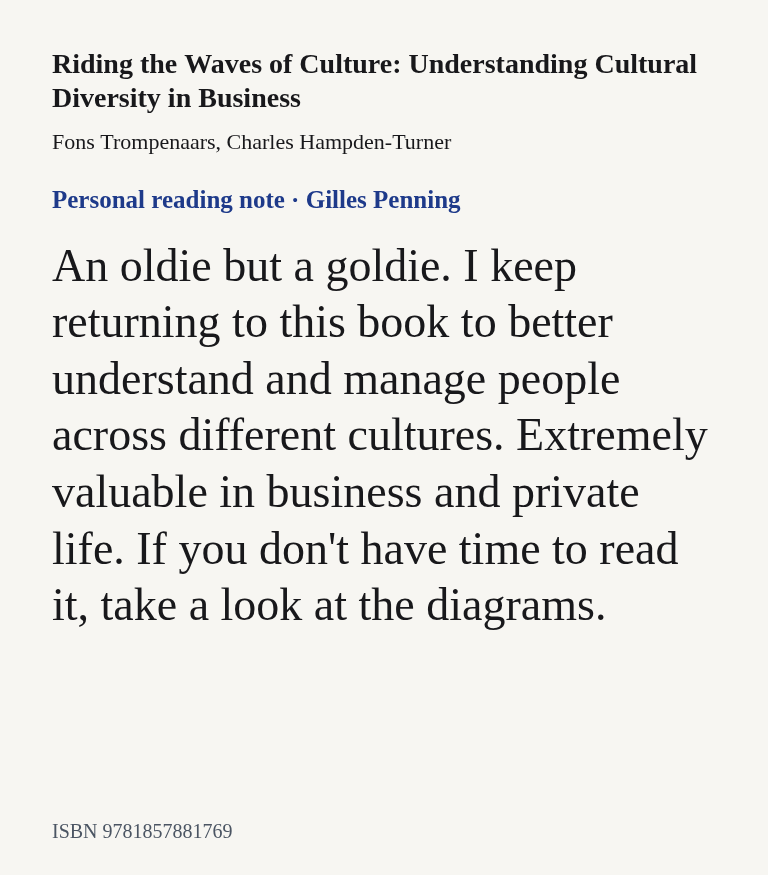 Riding the Waves of Culture: Understanding Cultural
Diversity in Business
Fons Trompenaars, Charles Hampden-Turner
Personal reading note · Gilles Penning
An oldie but a goldie. I keep
returning to this book to better
understand and manage people
across different cultures. Extremely
valuable in business and private
life. If you don't have time to read
it, take a look at the diagrams.
ISBN 9781857881769